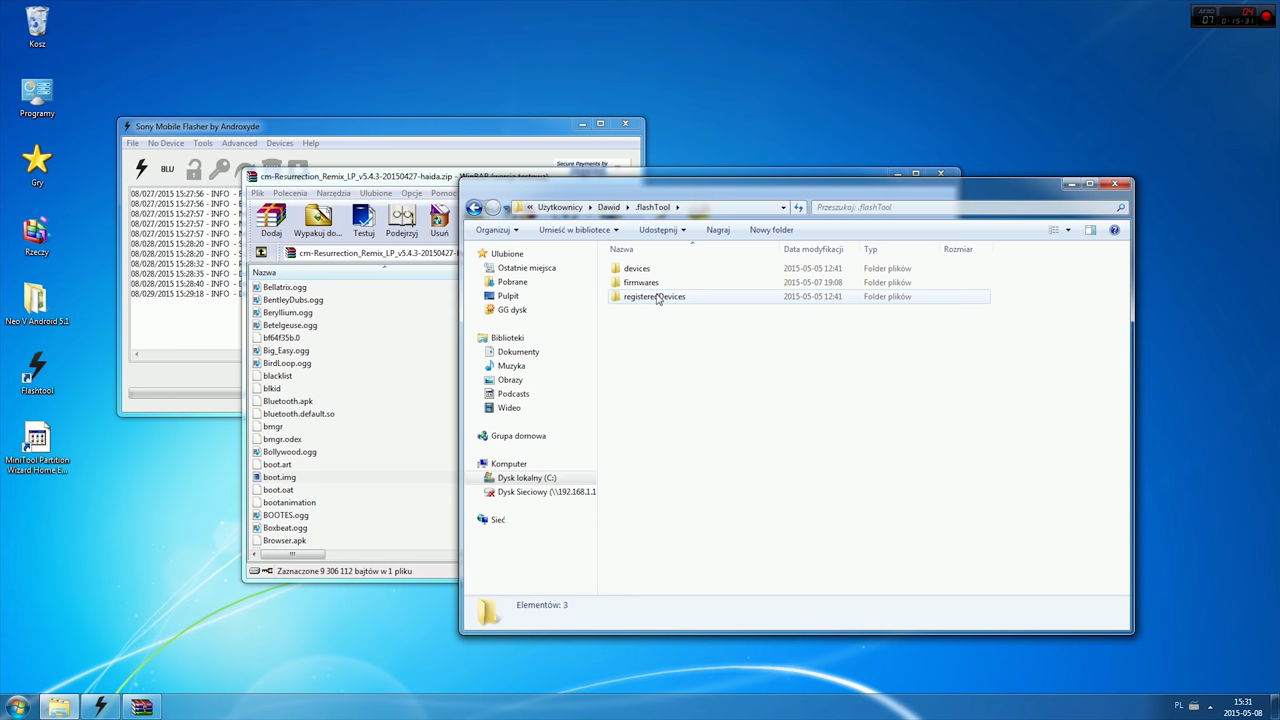 Kosz
Programy
Gry
Rzeczy
Neo V Android 5.1
Flashtool
MiniTool Partition
Wizard Home E...
04
07
0:15:31
Sony Mobile Flasher by Androxyde
File No Device Tools Advanced Devices Help
BLU
Secure Payments by
08/027/2015 15:27:56 - INFO -
08/027/2015 15:27:56 - INFO -
08/028/2015 15:28:20 - INFO -
08/028/2015 15:28:32 - INFO -
08/028/2015 15:28:35 - INFO -
08/028/2015 15:28:40 - INFO -
08/029/2015 15:29:18 - INFO -
cm-Resurrection_Remix_LP_v5.4.3-20150427-haida.zip - WinRAR (wersja testowa)
Plik Polecenia Narzędzia Ulubione Opcje Pomoc
Dodaj Wypakuj do... Testuj Podejrzyj Usuń
cm-Resurrection_Remix_LP_v5.4.3-20150427-
Nazwa
Bellatrix.ogg
BentleyDubs.ogg
Beryllium.ogg
Betelgeuse.ogg
bf64f35b.0
Big_Easy.ogg
BirdLoop.ogg
blacklist
blkid
Bluetooth.apk
bluetooth.default.so
bmgr
bmgr.odex
Bollywood.ogg
boot.art
boot.img
boot.oat
bootanimation
BOOTES.ogg
Boxbeat.ogg
Browser.apk
Zaznaczone 9 306 112 bajtów w 1 pliku
« Użytkownicy Dawid .flashTool
Przeszukaj: .flashTool
Organizuj Umieść w bibliotece Udostępnij Nagraj Nowy folder
Ulubione
Ostatnie miejsca
Pobrane
Pulpit
GG dysk
Biblioteki
Dokumenty
Muzyka
Obrazy
Podcasts
Wideo
Grupa domowa
Komputer
Dysk lokalny (C:)
Dysk Sieciowy (\\192.168.1.1
Sieć
Nazwa Data modyfikacji Typ Rozmiar
devices 2015-05-05 12:41 Folder plików
firmwares 2015-05-07 19:08 Folder plików
registeredDevices 2015-05-05 12:41 Folder plików
Elementów: 3
PL
15:31
2015-05-08